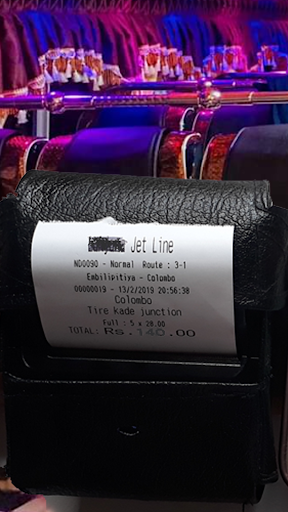 Jet Line
ND0090 - Normal Route : 3-1
Embilipitiya - Colombo
00000019 - 13/2/2019 20:56:38
Colombo
Tire kade junction
Full : 5 x 28.00
TOTAL: Rs.140.00